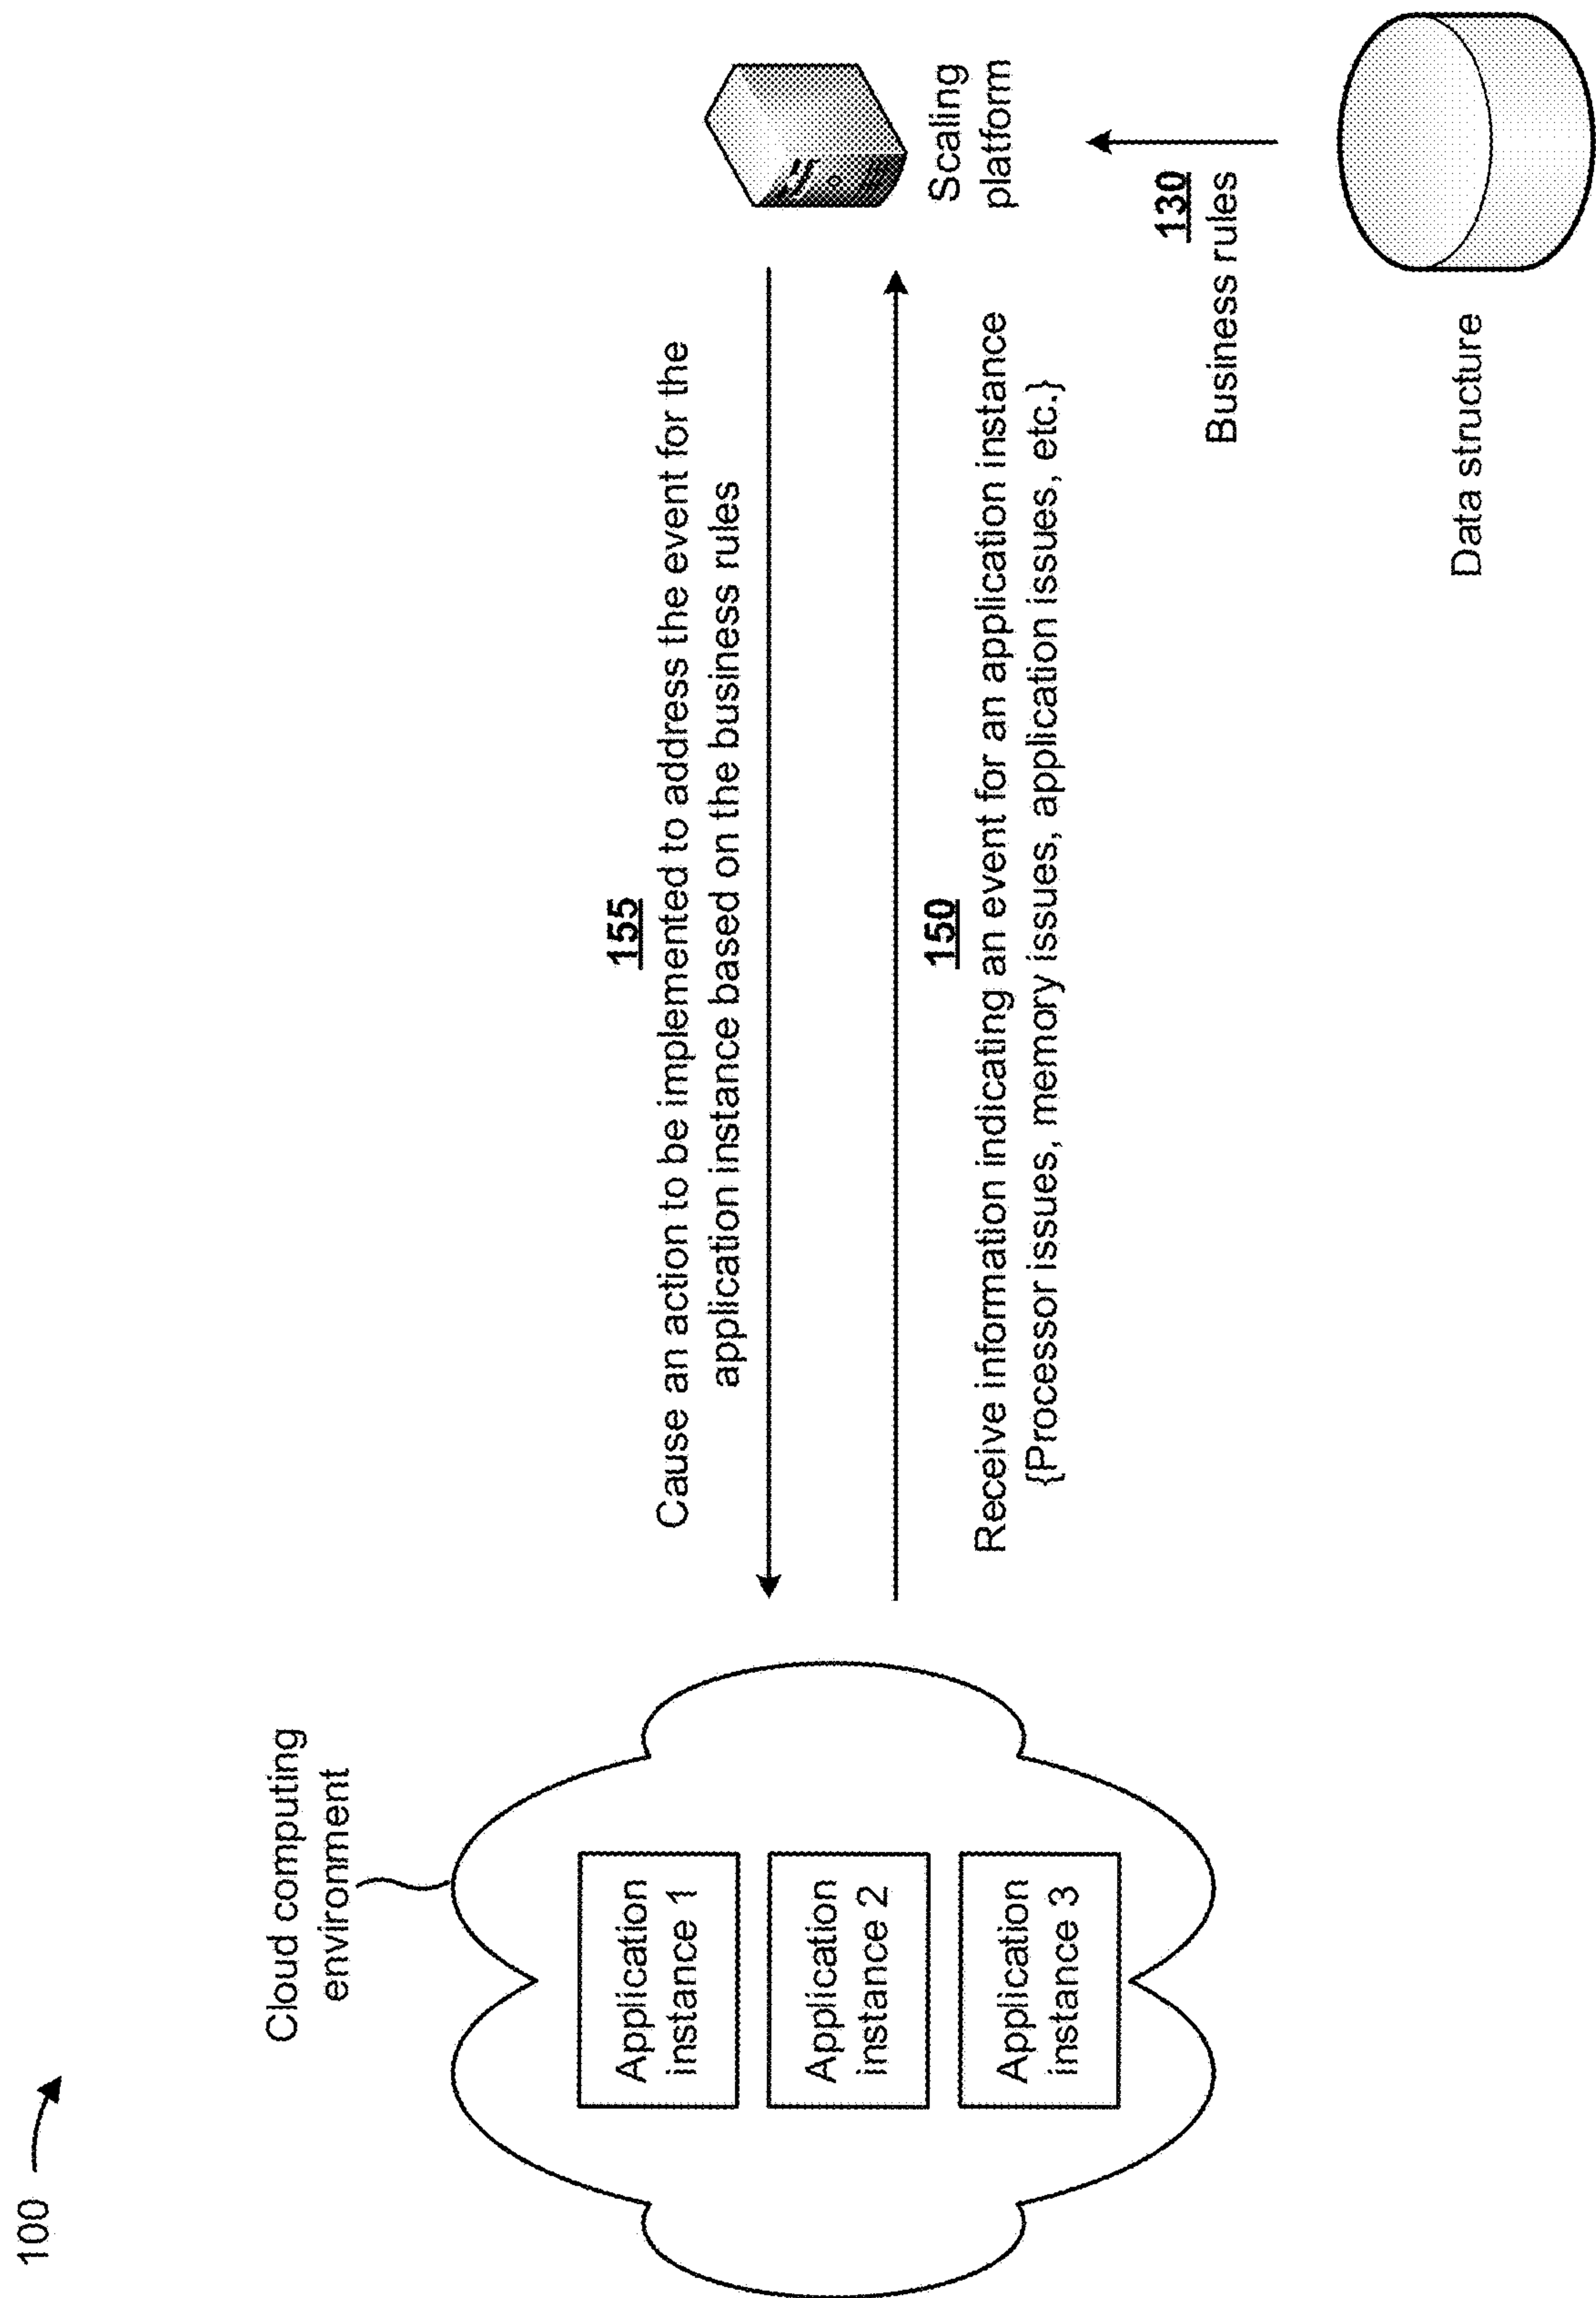 100
Cloud computing
environment
Application
instance 1
Application
instance 2
Application
instance 3
155
Cause an action to be implemented to address the event for the
application instance based on the business rules
150
Receive information indicating an event for an application instance
{Processor issues, memory issues, application issues, etc.}
Scaling
platform
130
Business rules
Data structure